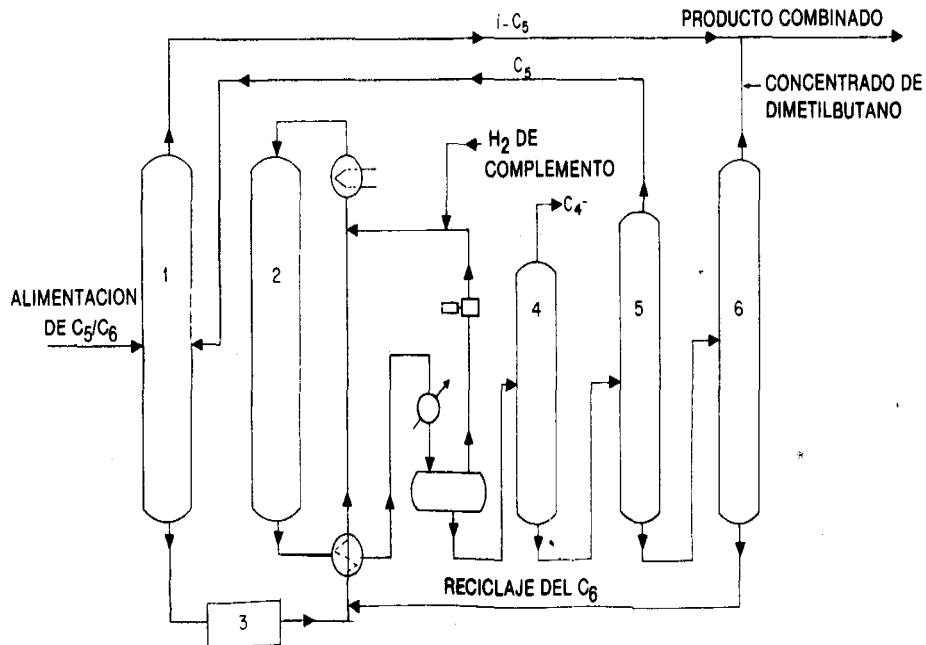 i-C₅
PRODUCTO COMBINADO
C₅
CONCENTRADO DE
DIMETILBUTANO
H₂ DE
COMPLEMENTO
C₄-
1
2
4
5
6
ALIMENTACION
DE C₅/C₆
RECICLAJE DEL C₆
3